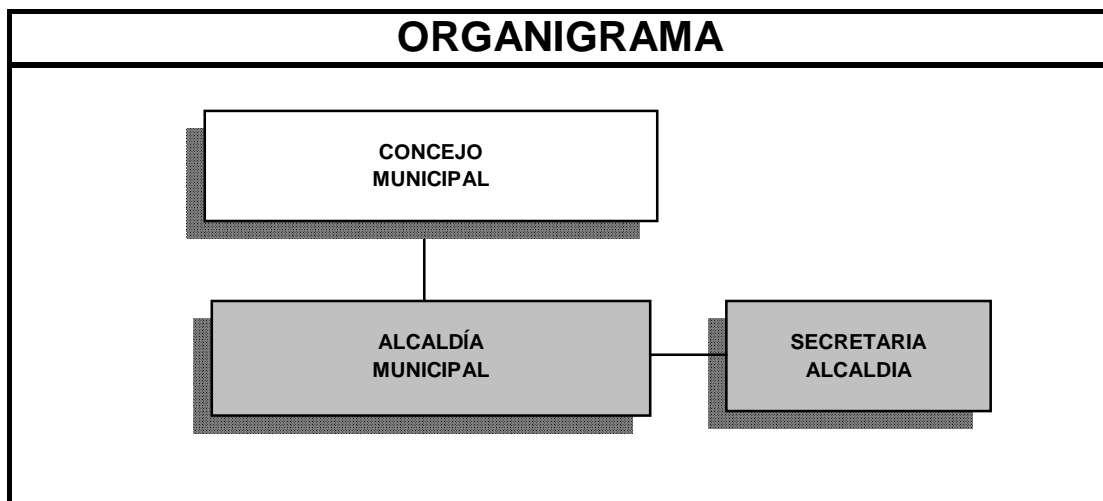 ORGANIGRAMA
CONCEJO
MUNICIPAL
ALCALDÍA
MUNICIPAL
SECRETARIA
ALCALDIA